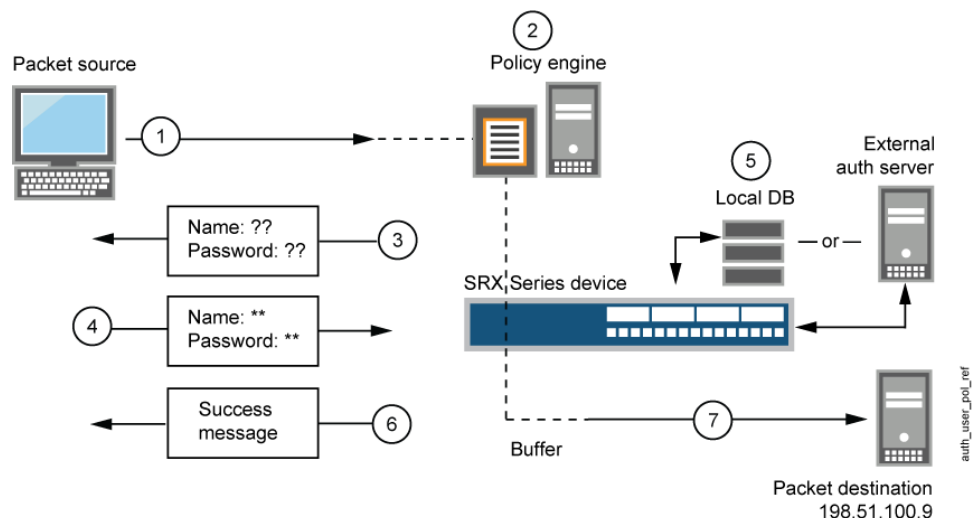 2
Policy engine
Packet source
1
5
Local DB
External
auth server
or
Name: ??
Password: ??
3
SRX Series device
4
Name: **
Password: **
Success
message
6
7
Buffer
Packet destination
198.51.100.9
auth_user_pol_ref